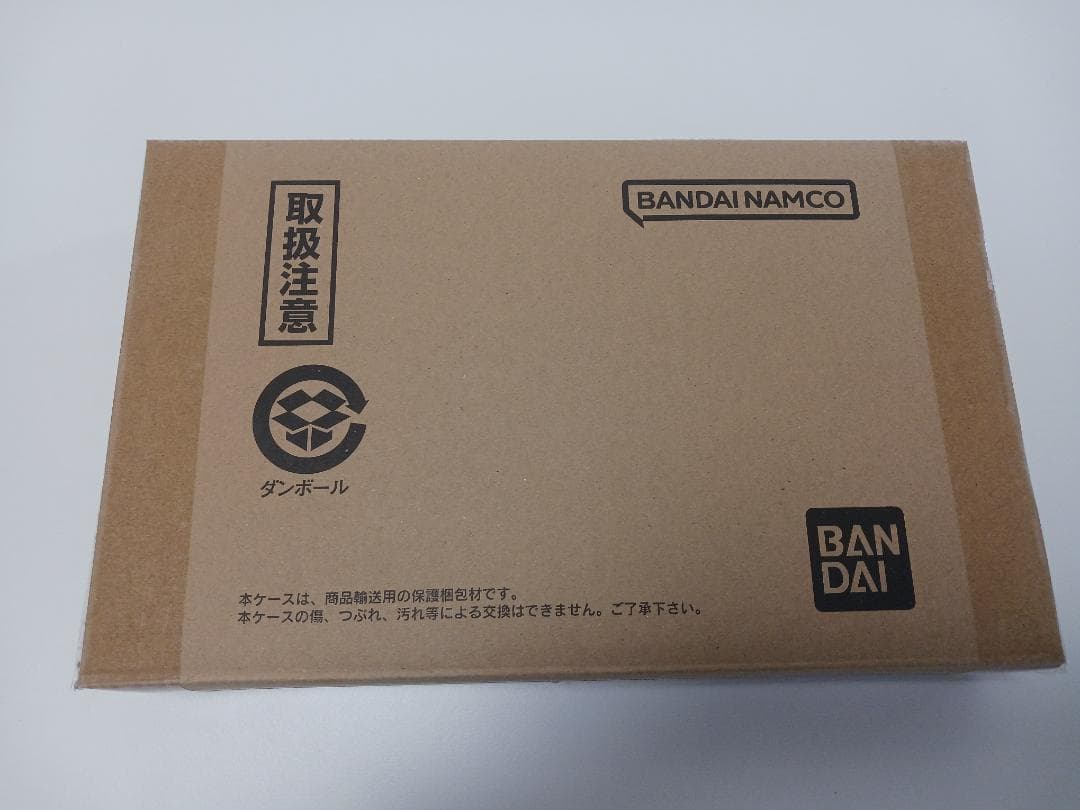 取扱注意
BANDAI NAMCO
ダンボール
BAN
DAI
本ケースは、商品輸送用の保護梱包材です。
本ケースの傷、つぶれ、汚れ等による交換はできません。ご了承下さい。